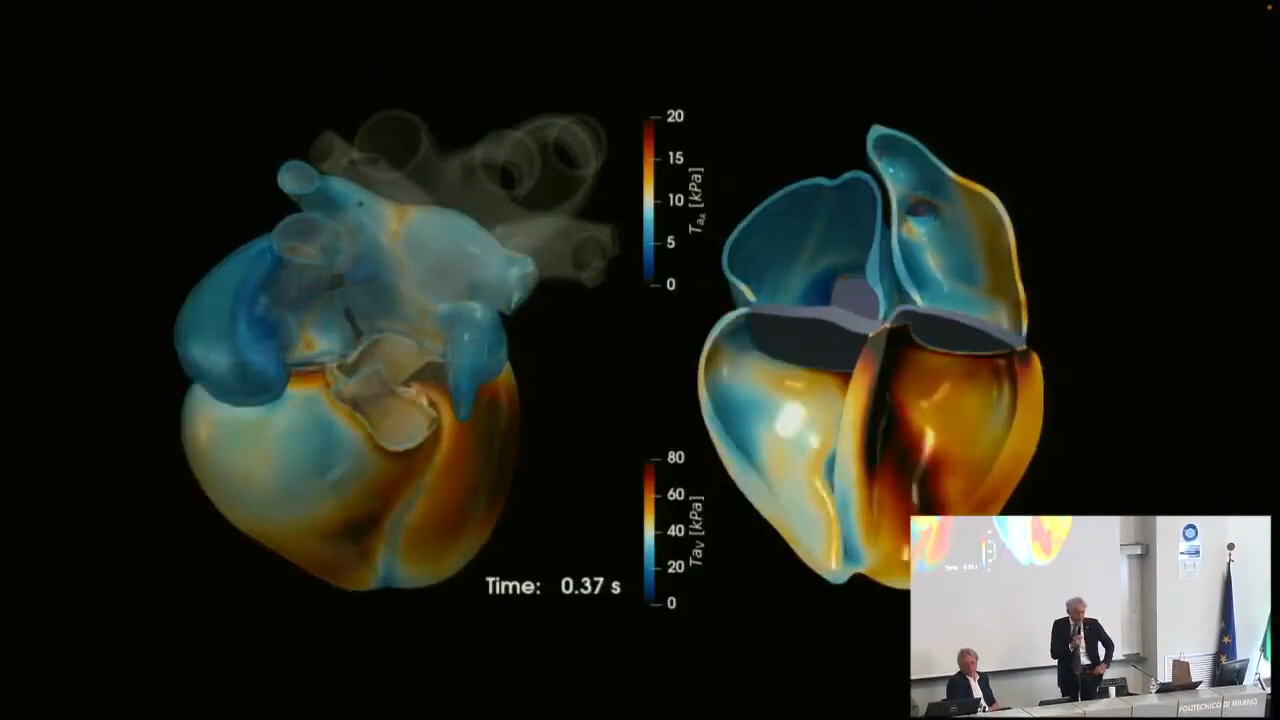 20
15
10
5
0
T_aA [kPa]
80
60
40
20
0
Tav [kPa]
Time: 0.37 s
POLITECNICO DI MILANO